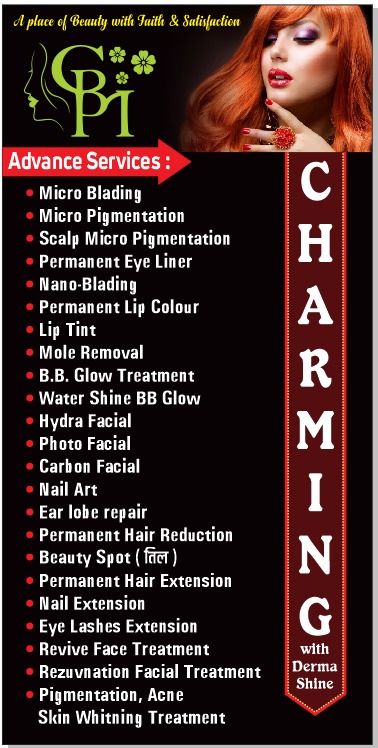 A place of Beauty with Faith & Satisfaction
CBM
Advance Services :
• Micro Blading
• Micro Pigmentation
• Scalp Micro Pigmentation
• Permanent Eye Liner
• Nano-Blading
• Permanent Lip Colour
• Lip Tint
• Mole Removal
• B.B. Glow Treatment
• Water Shine BB Glow
• Hydra Facial
• Photo Facial
• Carbon Facial
• Nail Art
• Ear lobe repair
• Permanent Hair Reduction
• Beauty Spot ( तिल )
• Permanent Hair Extension
• Nail Extension
• Eye Lashes Extension
• Revive Face Treatment
• Rezuvnation Facial Treatment
• Pigmentation, Acne
Skin Whitning Treatment
CHARMING
with
Derma
Shine